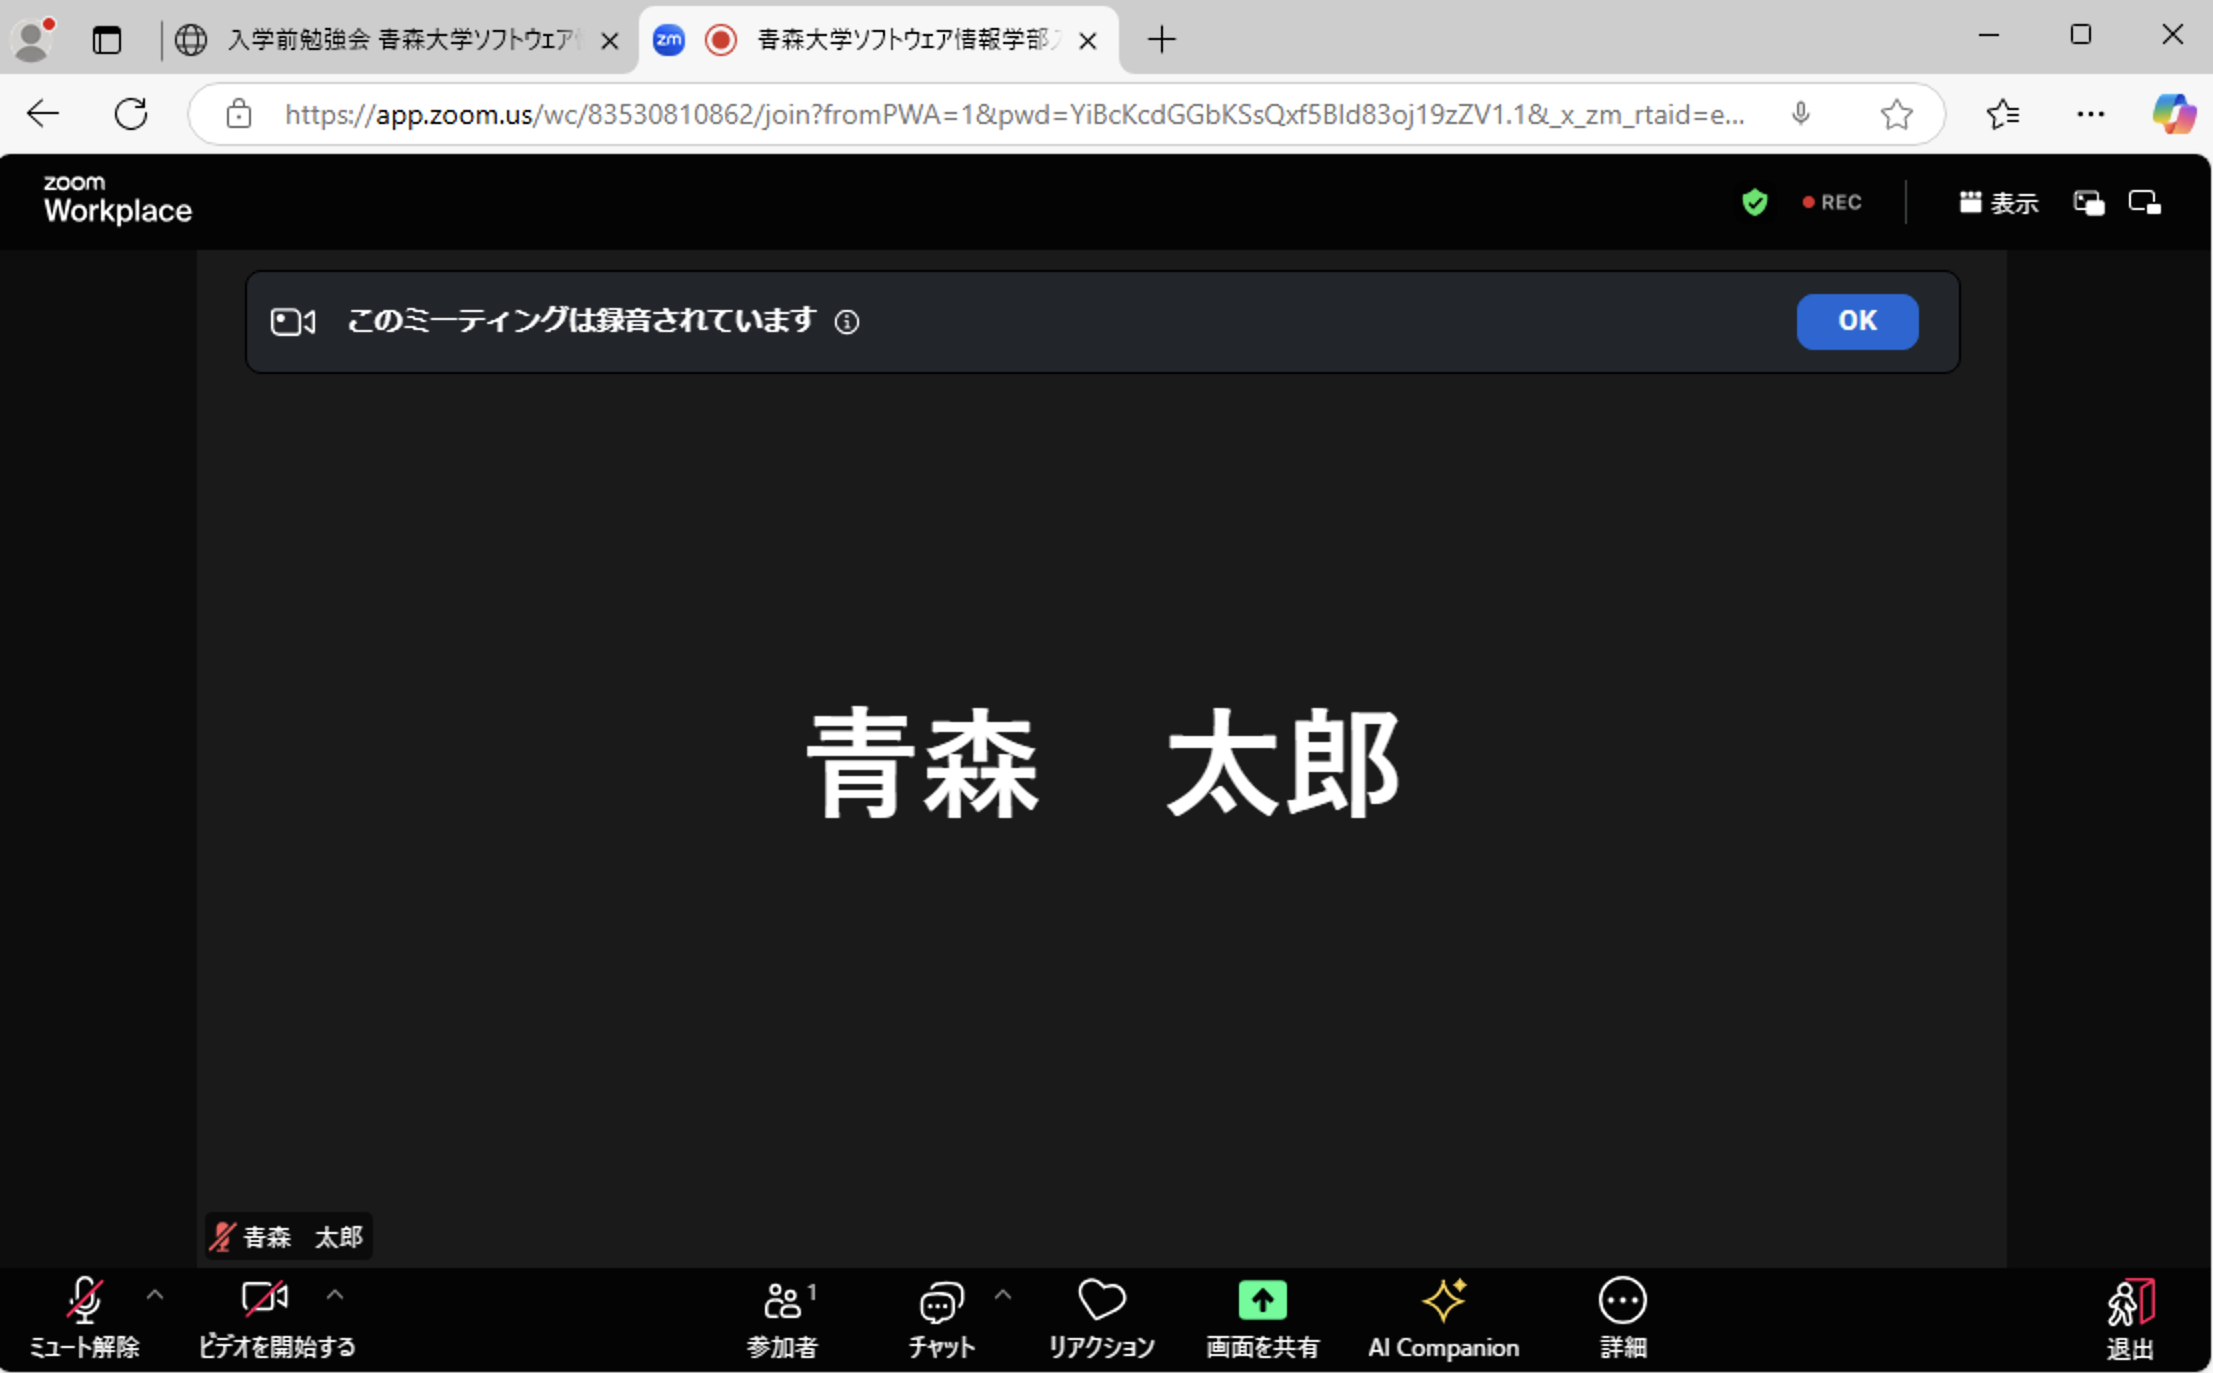 入学前勉強会 青森大学ソフトウェア
zm
青森大学ソフトウェア情報学部
https://app.zoom.us/wc/83530810862/join?fromPWA=1&pwd=YiBcKcdGGbKSsQxf5BId83oj19zZV1.1&_x_zm_rtaid=e...
zoom
Workplace
REC
表示
このミーティングは録音されています
OK
青森 太郎
青森 太郎
ミュート解除
ビデオを開始する
1
参加者
チャット
リアクション
画面を共有
AI Companion
詳細
退出